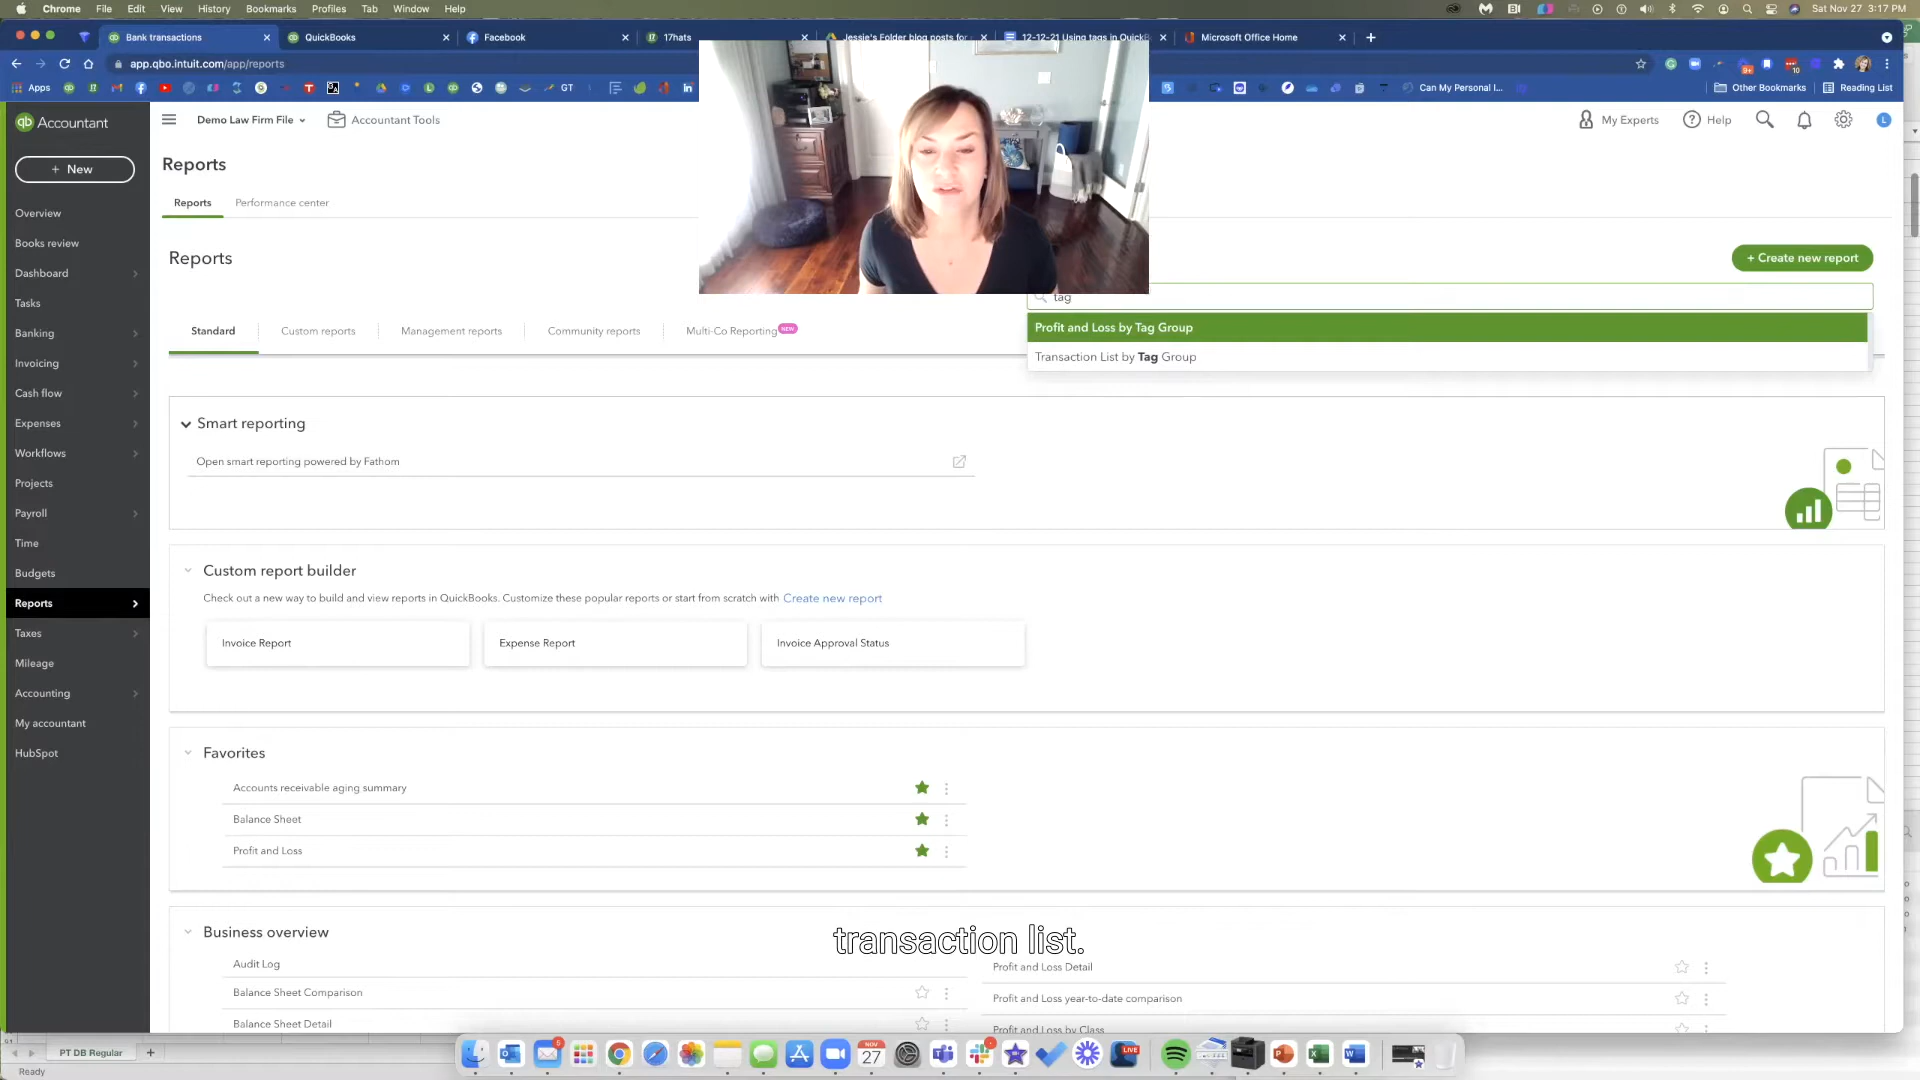 Chrome File Edit View History Bookmarks Profiles Tab Window Help
Sat Nov 27 3:17 PM
Bank transactions
QuickBooks
Facebook
17hats
Jessie's Folder blog posts for
12-12-21 Using tags in QuickB
Microsoft Office Home
app.qbo.intuit.com/app/reports
Apps
GT
Can My Personal I...
Other Bookmarks
Reading List
qb Accountant
Demo Law Firm File
Accountant Tools
My Experts
Help
L
+ New
Overview
Books review
Dashboard
Tasks
Banking
Invoicing
Cash flow
Expenses
Workflows
Projects
Payroll
Time
Budgets
Reports
Taxes
Mileage
Accounting
My accountant
HubSpot
Reports
Reports
Performance center
Reports
+ Create new report
tag
Profit and Loss by Tag Group
Transaction List by Tag Group
Standard
Custom reports
Management reports
Community reports
Multi-Co Reporting NEW
Smart reporting
Open smart reporting powered by Fathom
Custom report builder
Check out a new way to build and view reports in QuickBooks. Customize these popular reports or start from scratch with Create new report
Invoice Report
Expense Report
Invoice Approval Status
Favorites
Accounts receivable aging summary
Balance Sheet
Profit and Loss
Business overview
transaction list.
Audit Log
Profit and Loss Detail
Balance Sheet Comparison
Profit and Loss year-to-date comparison
Balance Sheet Detail
Profit and Loss by Class
PT DB Regular
Ready
NOV
27
LIVE